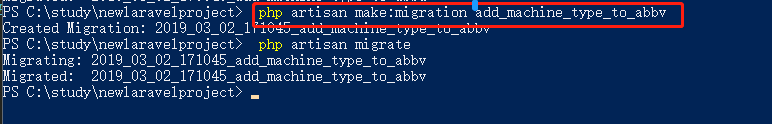 PS C:\study\newlaravelproject> php artisan make:migration add_machine_type_to_abbv
Created Migration: 2019_03_02_171045_add_machine_type_to_abbv
PS C:\study\newlaravelproject>  php artisan migrate
Migrating: 2019_03_02_171045_add_machine_type_to_abbv
Migrated:  2019_03_02_171045_add_machine_type_to_abbv
PS C:\study\newlaravelproject> _